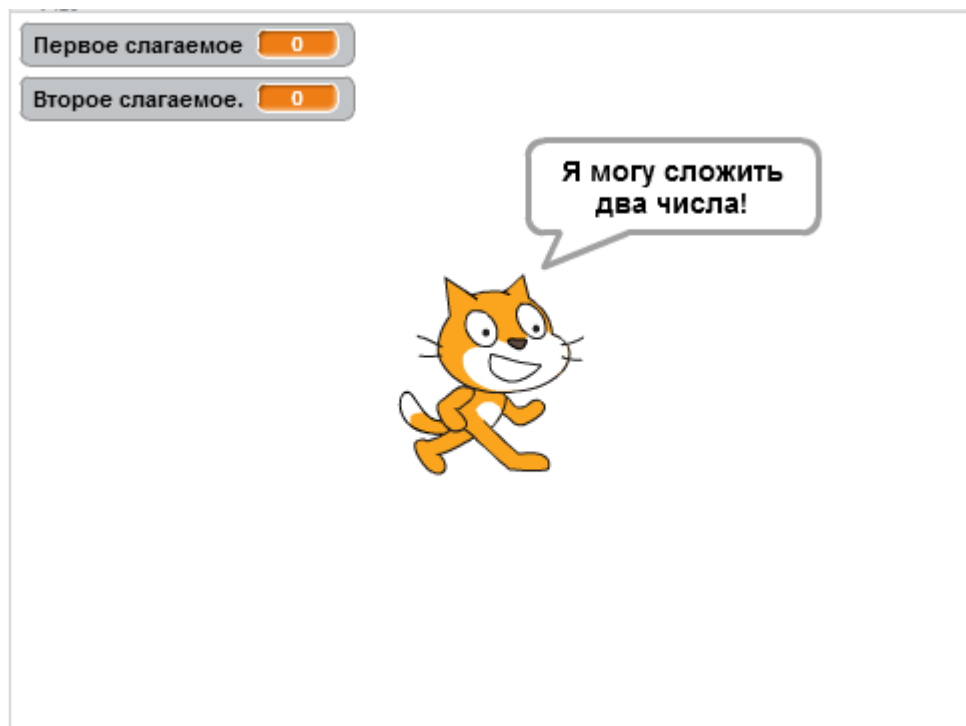 Первое слагаемое 0
Второе слагаемое. 0
Я могу сложить
два числа!